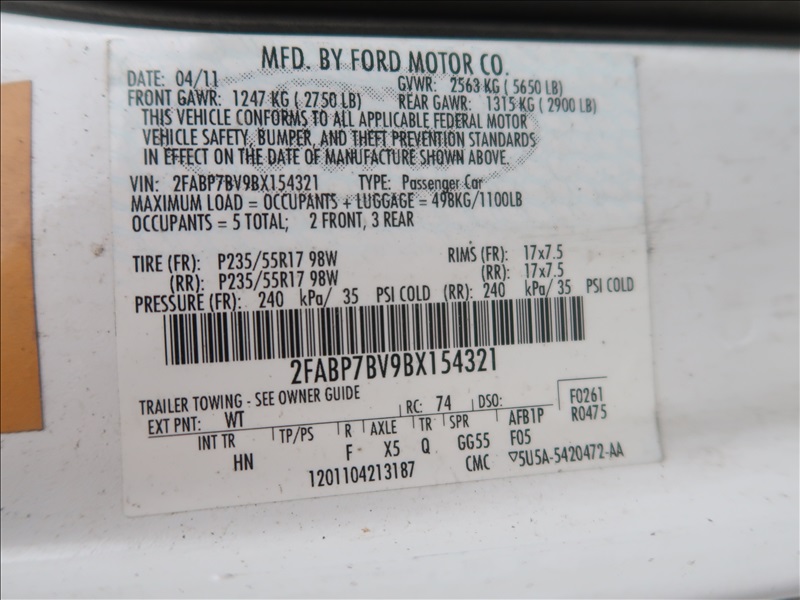 MFD. BY FORD MOTOR CO.
DATE: 04/11 GVWR: 2563 KG ( 5650 LB)
FRONT GAWR: 1247 KG ( 2750 LB) REAR GAWR: 1315 KG ( 2900 LB)
THIS VEHICLE CONFORMS TO ALL APPLICABLE FEDERAL MOTOR
VEHICLE SAFETY, BUMPER, AND THEFT PREVENTION STANDARDS
IN EFFECT ON THE DATE OF MANUFACTURE SHOWN ABOVE.
VIN: 2FABP7BV9BX154321 TYPE: Passenger Car
MAXIMUM LOAD = OCCUPANTS + LUGGAGE = 498KG/1100LB
OCCUPANTS = 5 TOTAL; 2 FRONT, 3 REAR
TIRE (FR): P235/55R17 98W RIMS (FR): 17x7.5
(RR): P235/55R17 98W (RR): 17x7.5
PRESSURE (FR): 240 kPa/ 35 PSI COLD (RR): 240 kPa/ 35 PSI COLD
2FABP7BV9BX154321
TRAILER TOWING - SEE OWNER GUIDE
EXT PNT: WT RC: 74 DSO: F0261
INT TR TP/PS R AXLE TR SPR AFB1P R0475
HN F X5 Q GG55 F05
1201104213187 CMC ▽5U5A-5420472-AA